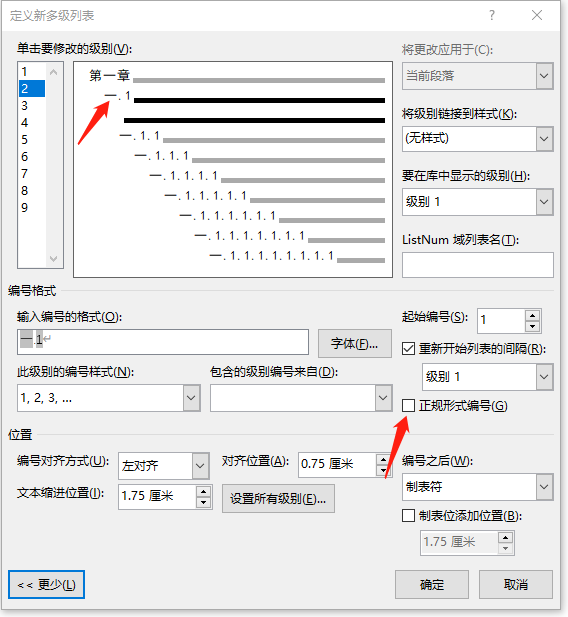 定义新多级列表
单击要修改的级别(V):
1
2
3
4
5
6
7
8
9
第一章
一. 1
一. 1. 1
一. 1. 1. 1
一. 1. 1. 1. 1
一. 1. 1. 1. 1. 1
一. 1. 1. 1. 1. 1. 1
一. 1. 1. 1. 1. 1. 1. 1
一. 1. 1. 1. 1. 1. 1. 1. 1
将更改应用于(C):
当前段落
将级别链接到样式(K):
(无样式)
要在库中显示的级别(H):
级别 1
ListNum 域列表名(T):
编号格式
输入编号的格式(O):
一.1
字体(F)...
起始编号(S):
1
重新开始列表的间隔(R):
级别 1
此级别的编号样式(N):
1, 2, 3, ...
包含的级别编号来自(D):
正规形式编号(G)
位置
编号对齐方式(U):
左对齐
对齐位置(A):
0.75 厘米
文本缩进位置(I):
1.75 厘米
设置所有级别(E)...
编号之后(W):
制表符
制表位添加位置(B):
1.75 厘米
<< 更少(L)
确定
取消